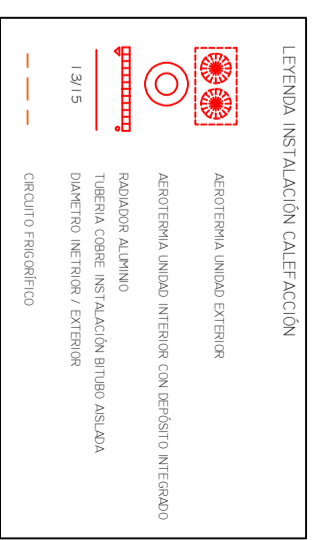 LEYENDA INSTALACIÓN CALEFACCIÓN
AEROTERMIA UNIDAD EXTERIOR
AEROTERMIA UNIDAD INTERIOR CON DEPÓSITO INTEGRADO
RADIADOR ALUMINIO
TUBERIA COBRE INSTALACIÓN BITUBO AISLADA
13/15 DIAMETRO INETRIOR / EXTERIOR
CIRCUITO FRIGORÍFICO